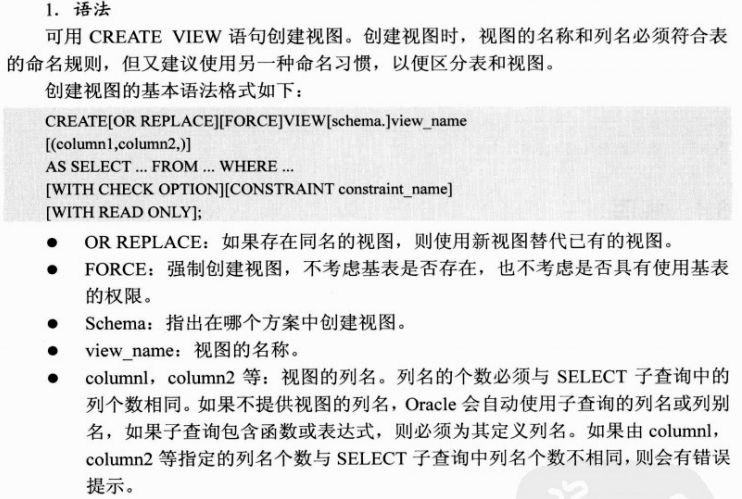 1．语法
可用 CREATE VIEW 语句创建视图。创建视图时，视图的名称和列名必须符合表
的命名规则，但又建议使用另一种命名习惯，以便区分表和视图。
创建视图的基本语法格式如下：
CREATE[OR REPLACE][FORCE]VIEW[schema.]view_name
[(column1,column2,)]
AS SELECT ... FROM ... WHERE ...
[WITH CHECK OPTION][CONSTRAINT constraint_name]
[WITH READ ONLY];
● OR REPLACE：如果存在同名的视图，则使用新视图替代已有的视图。
● FORCE：强制创建视图，不考虑基表是否存在，也不考虑是否具有使用基表
的权限。
● Schema：指出在哪个方案中创建视图。
● view_name：视图的名称。
● columnl，column2 等：视图的列名。列名的个数必须与 SELECT 子查询中的
列个数相同。如果不提供视图的列名，Oracle 会自动使用子查询的列名或列别
名，如果子查询包含函数或表达式，则必须为其定义列名。如果由 columnl，
column2 等指定的列名个数与 SELECT 子查询中列名个数不相同，则会有错误
提示。